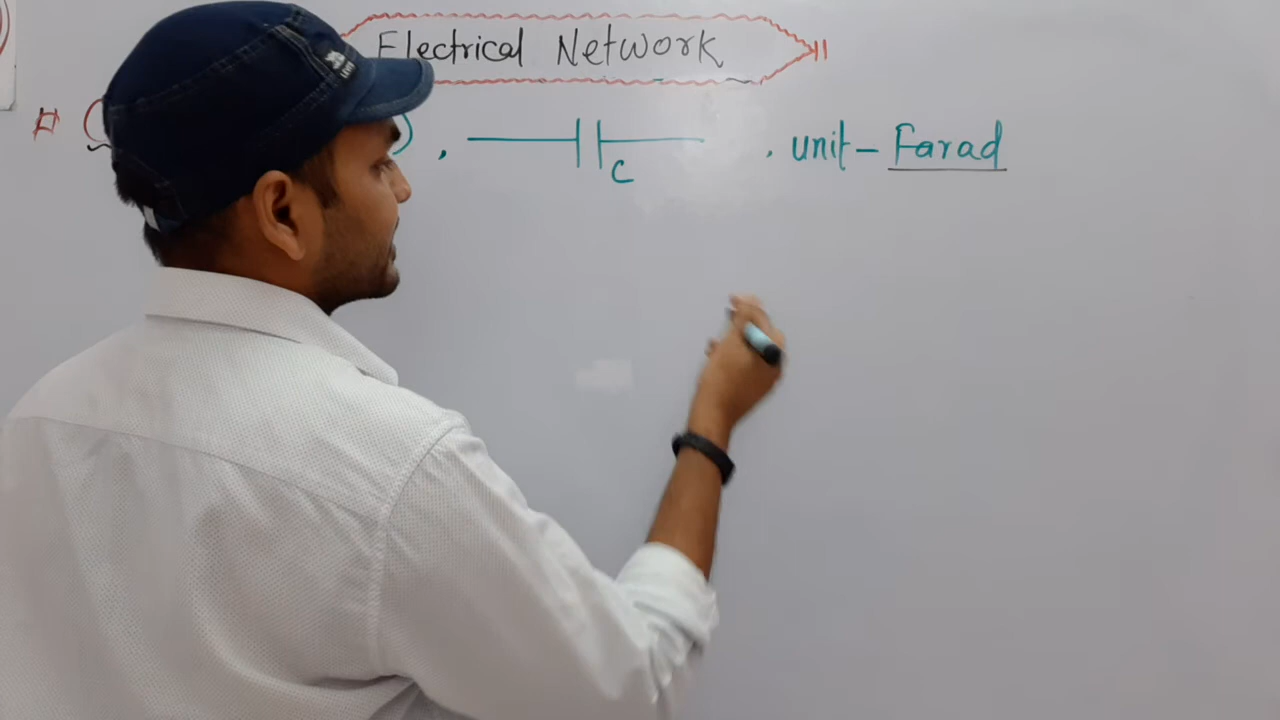 Electrical Network
( ) , C . unit - Farad